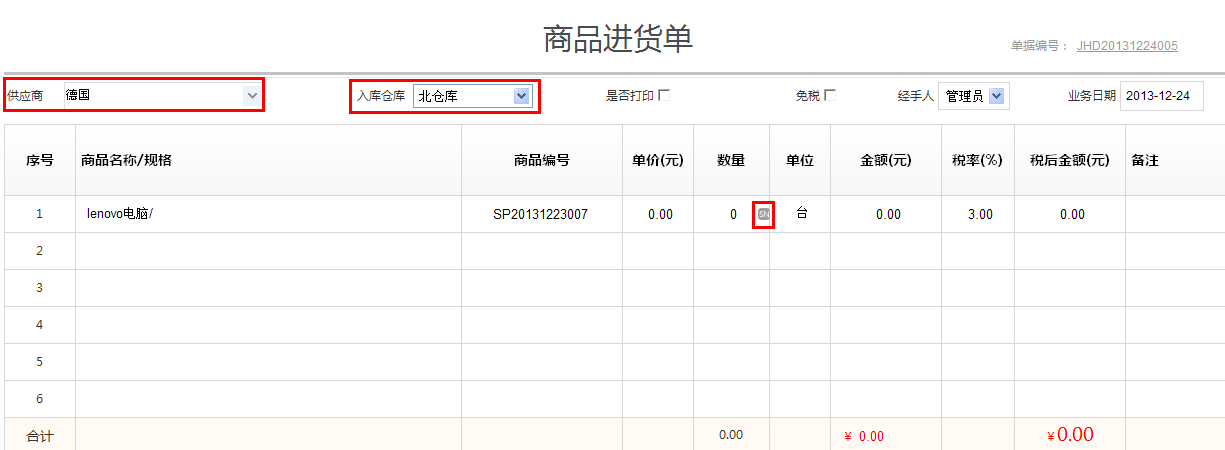 商品进货单
单据编号： JHD20131224005
供应商 德国 入库仓库 北仓库 是否打印 免税 经手人 管理员 业务日期 2013-12-24
序号 商品名称/规格 商品编号 单价(元) 数量 单位 金额(元) 税率(%) 税后金额(元) 备注
1 lenovo电脑/ SP20131223007 0.00 0 SN 台 0.00 3.00 0.00
2
3
4
5
6
合计 0.00 ¥ 0.00 ¥0.00